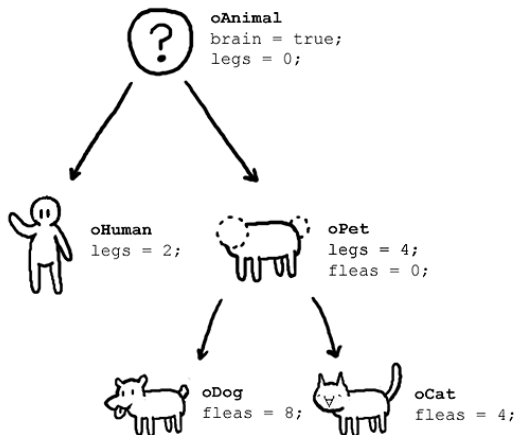 ?
oAnimal
brain = true;
legs = 0;
oHuman
legs = 2;
oPet
legs = 4;
fleas = 0;
oDog
fleas = 8;
oCat
fleas = 4;